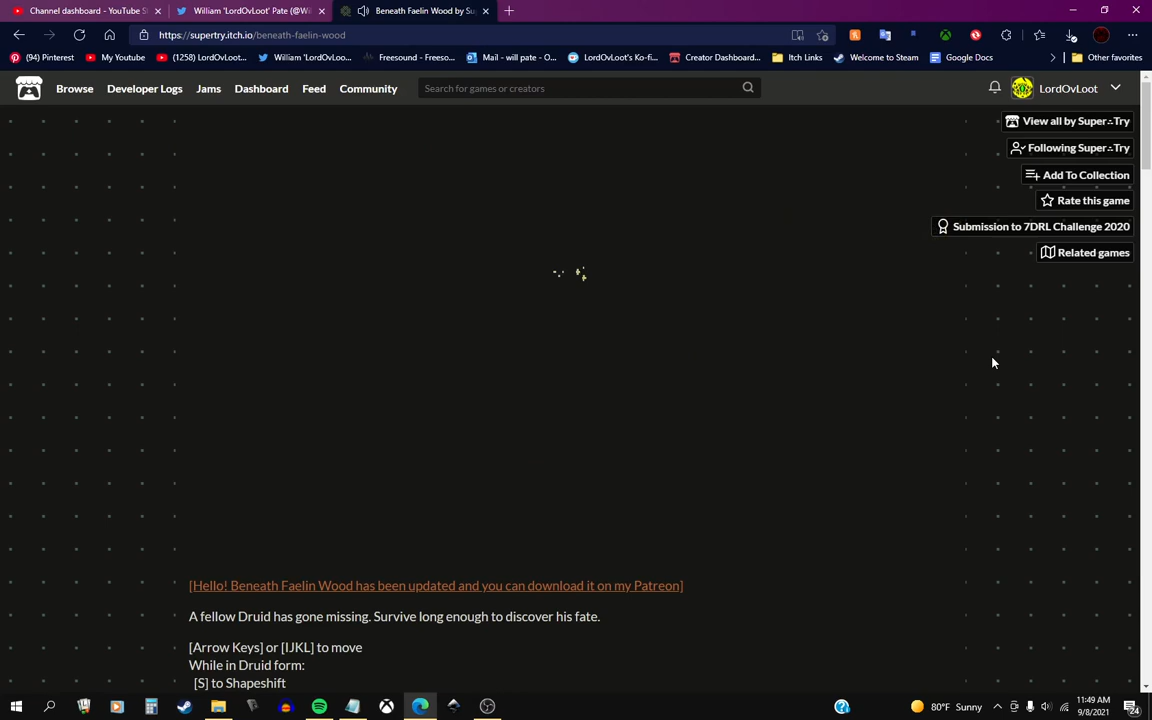 Channel dashboard - YouTube S
William 'LordOvLoot' Pate (@Wil
Beneath Faelin Wood by Su
https://supertry.itch.io/beneath-faelin-wood
(94) Pinterest
My Youtube
(1258) LordOvLoot...
William 'LordOvLoo...
Freesound - Freeso...
Mail - will pate - O...
LordOvLoot's Ko-fi...
Creator Dashboard...
Itch Links
Welcome to Steam
Google Docs
Other favorites
Browse
Developer Logs
Jams
Dashboard
Feed
Community
Search for games or creators
LordOvLoot
View all by Super∴Try
Following Super∴Try
Add To Collection
Rate this game
Submission to 7DRL Challenge 2020
Related games
[Hello! Beneath Faelin Wood has been updated and you can download it on my Patreon]
A fellow Druid has gone missing. Survive long enough to discover his fate.
[Arrow Keys] or [IJKL] to move
While in Druid form:
[S] to Shapeshift
80°F Sunny
11:49 AM
9/8/2021
24